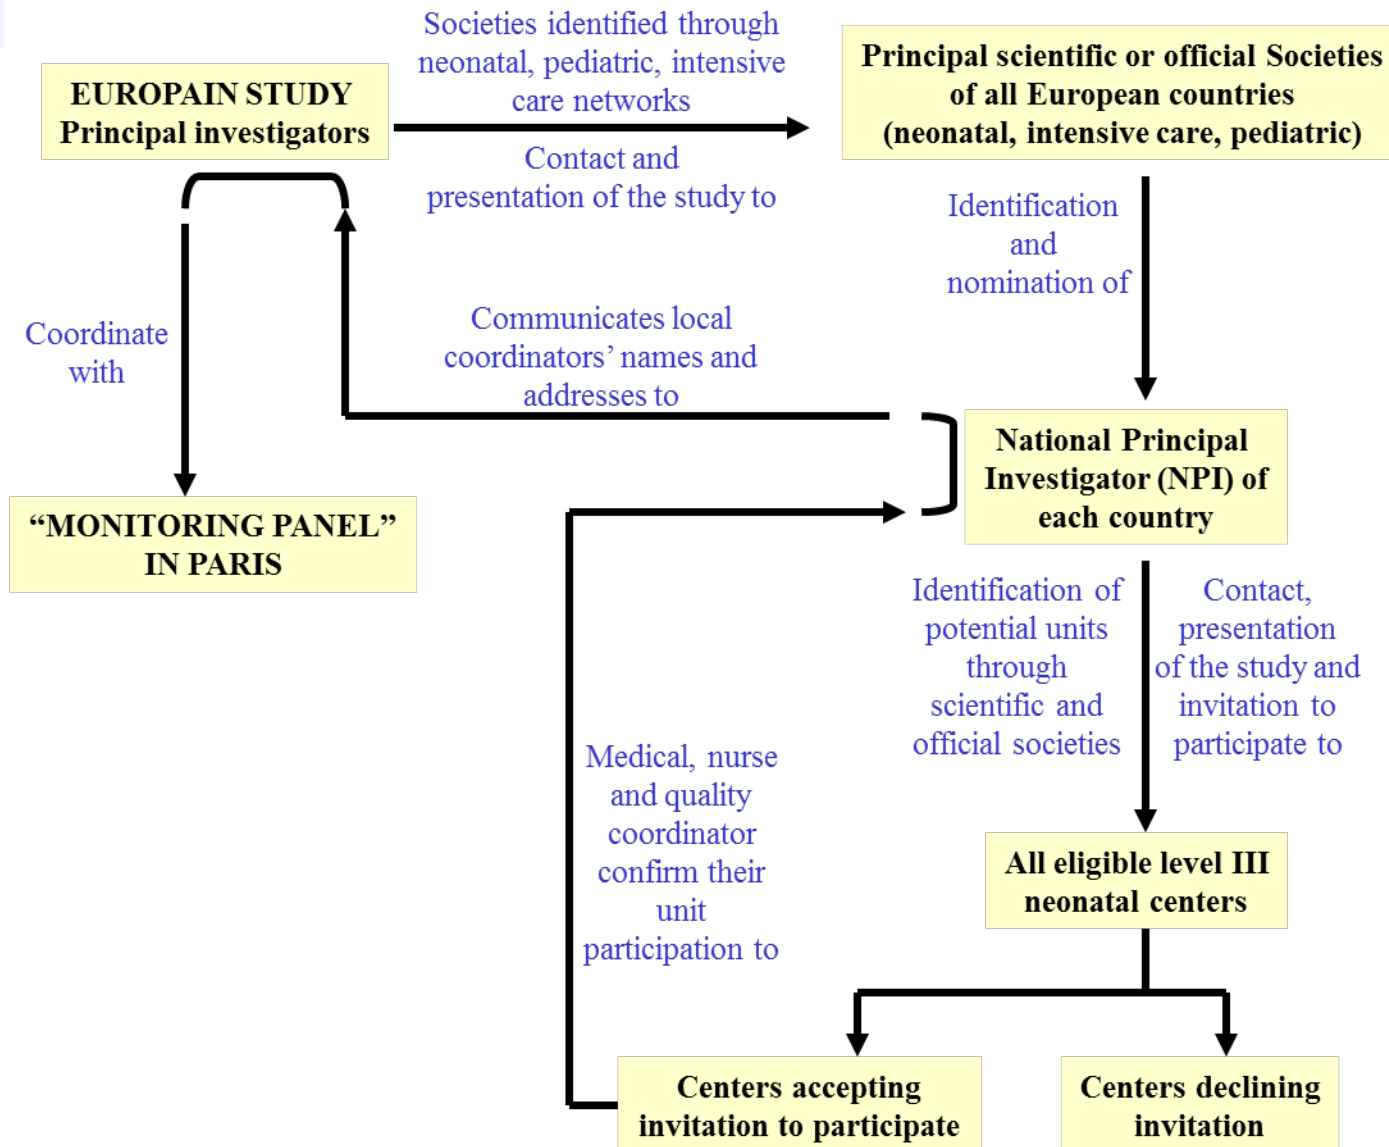 Societies identified through
neonatal, pediatric, intensive
care networks
EUROPAIN STUDY
Principal investigators
Principal scientific or official Societies
of all European countries
(neonatal, intensive care, pediatric)
Contact and
presentation of the study to
Identification
and
nomination of
Coordinate
with
Communicates local
coordinators’ names and
addresses to
National Principal
Investigator (NPI) of
each country
“MONITORING PANEL”
IN PARIS
Identification of
potential units
through
scientific and
official societies
Contact,
presentation
of the study and
invitation to
participate to
Medical, nurse
and quality
coordinator
confirm their
unit
participation to
All eligible level III
neonatal centers
Centers accepting
invitation to participate
Centers declining
invitation